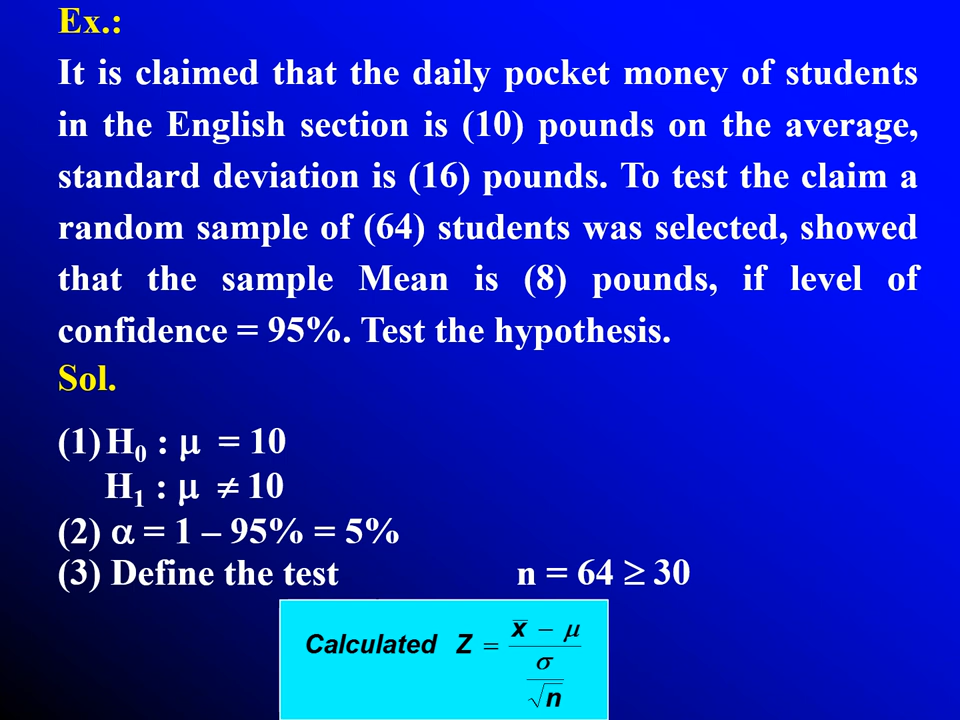 Ex.:
It is claimed that the daily pocket money of students
in the English section is (10) pounds on the average,
standard deviation is (16) pounds. To test the claim a
random sample of (64) students was selected, showed
that the sample Mean is (8) pounds, if level of
confidence = 95%. Test the hypothesis.
Sol.
(1) H₀ : μ = 10
H₁ : μ ≠ 10
(2) α = 1 – 95% = 5%
(3) Define the test n = 64 ≥ 30
Calculated Z = (x̄ − μ) / (σ / √n)